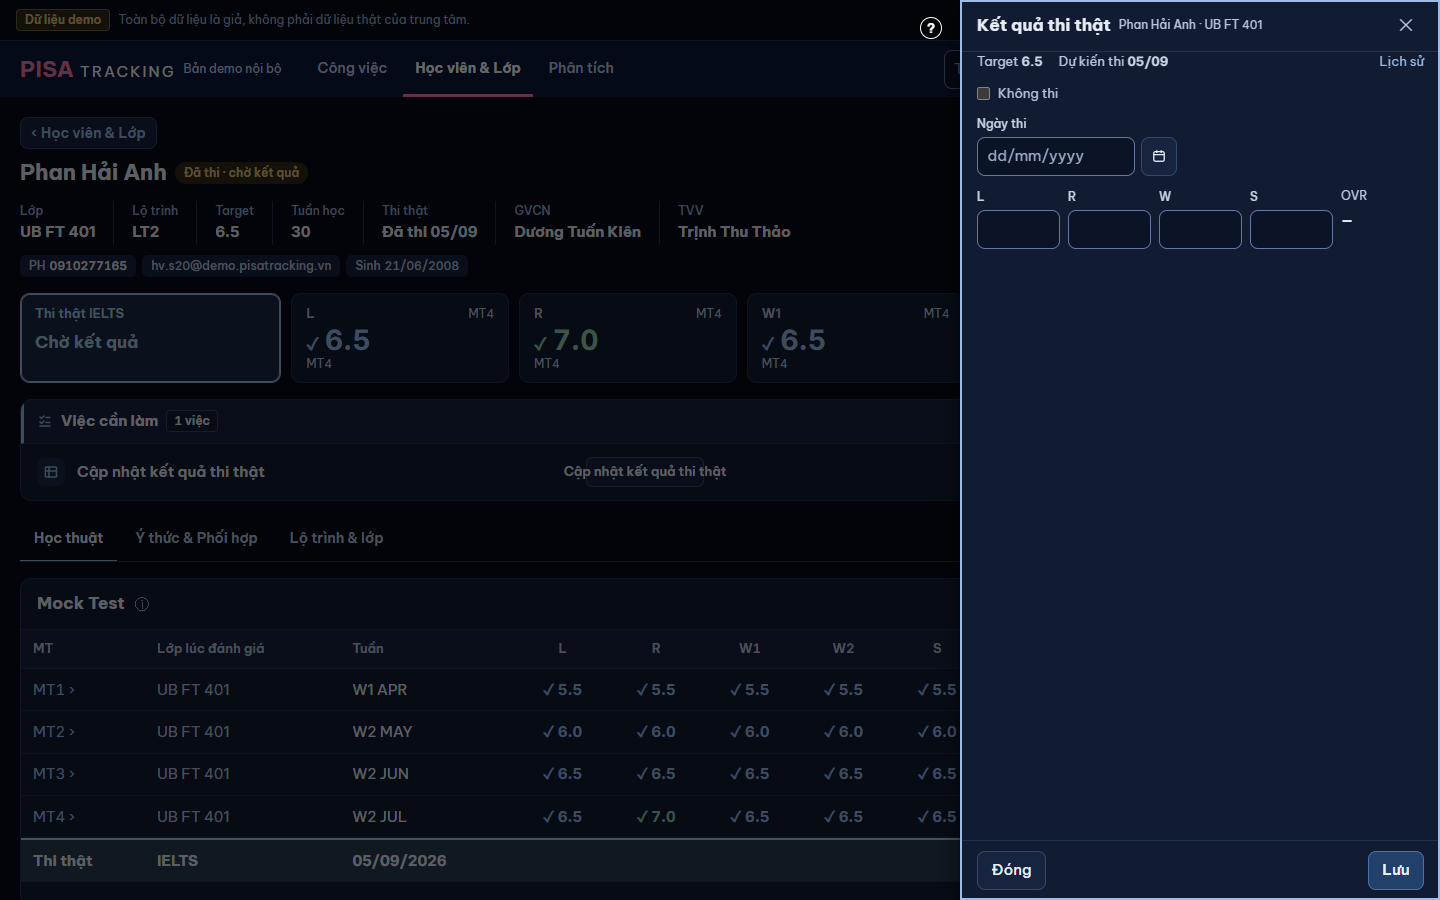 Dữ liệu demo Toàn bộ dữ liệu là giả, không phải dữ liệu thật của trung tâm.
?
PISA TRACKING Bản demo nội bộ Công việc Học viên & Lớp Phân tích
‹ Học viên & Lớp
Phan Hải Anh Đã thi · chờ kết quả
Lớp Lộ trình Target Tuần học Thi thật GVCN TVV
UB FT 401 LT2 6.5 30 Đã thi 05/09 Dương Tuấn Kiên Trịnh Thu Thảo
PH 0910277165 hv.s20@demo.pisatracking.vn Sinh 21/06/2008
Thi thật IELTS
Chờ kết quả
L MT4
✓ 6.5
MT4
R MT4
✓ 7.0
MT4
W1 MT4
✓ 6.5
MT4
Việc cần làm 1 việc
Cập nhật kết quả thi thật Cập nhật kết quả thi thật
Học thuật Ý thức & Phối hợp Lộ trình & lớp
Mock Test
MT Lớp lúc đánh giá Tuần L R W1 W2 S
MT1 › UB FT 401 W1 APR ✓ 5.5 ✓ 5.5 ✓ 5.5 ✓ 5.5 ✓ 5.5
MT2 › UB FT 401 W2 MAY ✓ 6.0 ✓ 6.0 ✓ 6.0 ✓ 6.0 ✓ 6.0
MT3 › UB FT 401 W2 JUN ✓ 6.5 ✓ 6.5 ✓ 6.5 ✓ 6.5 ✓ 6.5
MT4 › UB FT 401 W2 JUL ✓ 6.5 ✓ 7.0 ✓ 6.5 ✓ 6.5 ✓ 6.5
Thi thật IELTS 05/09/2026
Kết quả thi thật Phan Hải Anh · UB FT 401
Target 6.5 Dự kiến thi 05/09 Lịch sử
Không thi
Ngày thi
dd/mm/yyyy
L R W S OVR
–
Đóng Lưu